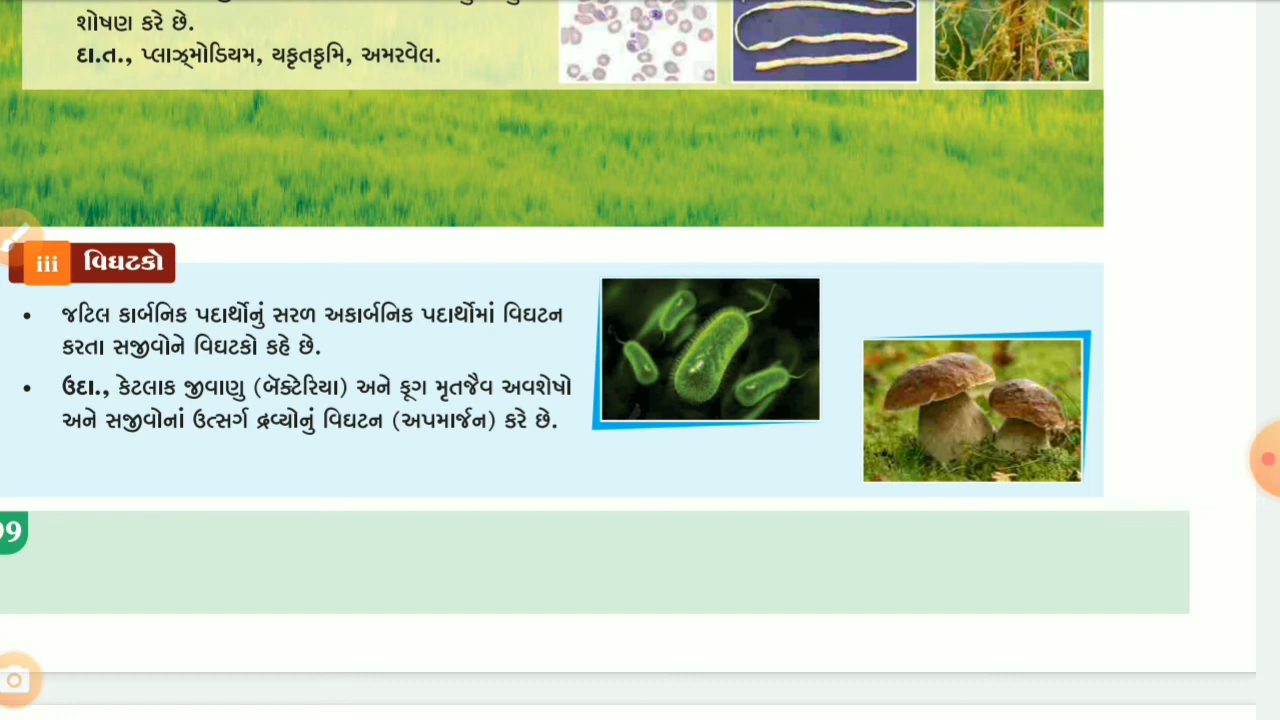 શોષણ કરે છે.
દા.ત., પ્લાઝ્મોડિયમ, યકૃતકૃમિ, અમરવેલ.
iii વિઘટકો
• જટિલ કાર્બનિક પદાર્થોનું સરળ અકાર્બનિક પદાર્થોમાં વિઘટન
કરતા સજીવોને વિઘટકો કહે છે.
• ઉદા., કેટલાક જીવાણુ (બૅક્ટેરિયા) અને ફૂગ મૃતજૈવ અવશેષો
અને સજીવોનાં ઉત્સર્ગ દ્રવ્યોનું વિઘટન (અપમાર્જન) કરે છે.